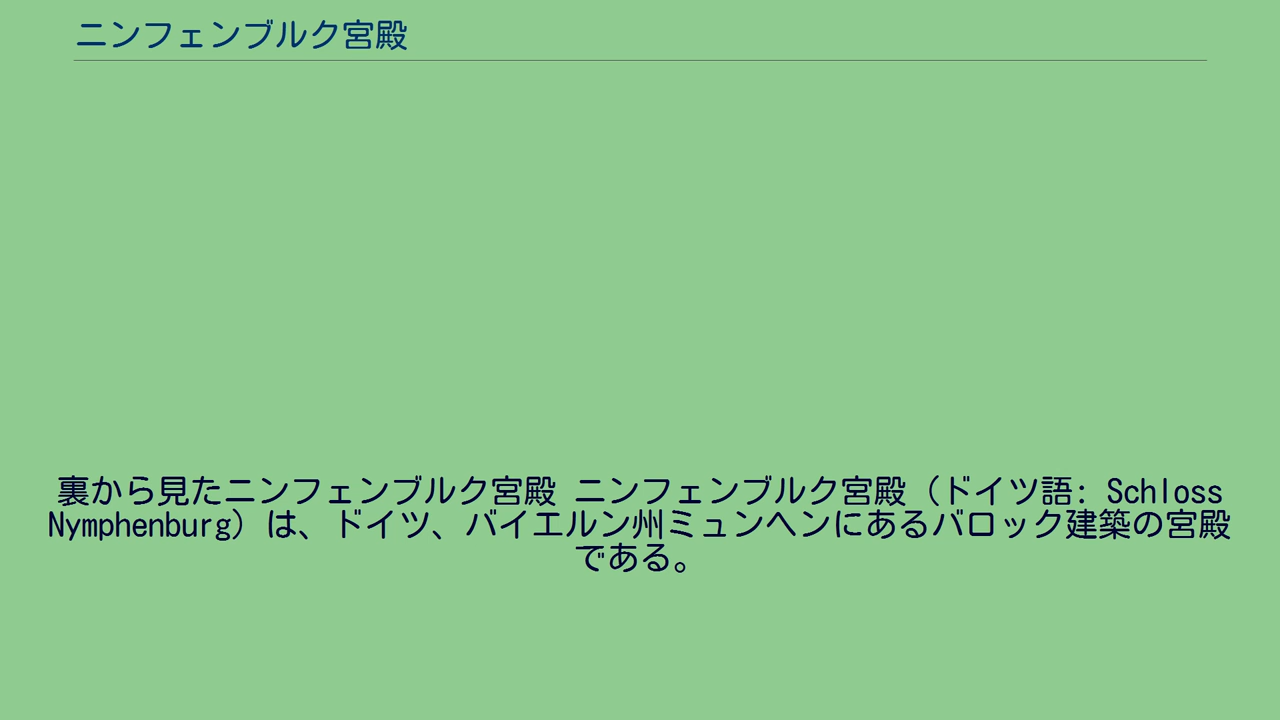 ニンフェンブルク宮殿
裏から見たニンフェンブルク宮殿 ニンフェンブルク宮殿（ドイツ語: Schloss
Nymphenburg）は、ドイツ、バイエルン州ミュンヘンにあるバロック建築の宮殿
である。